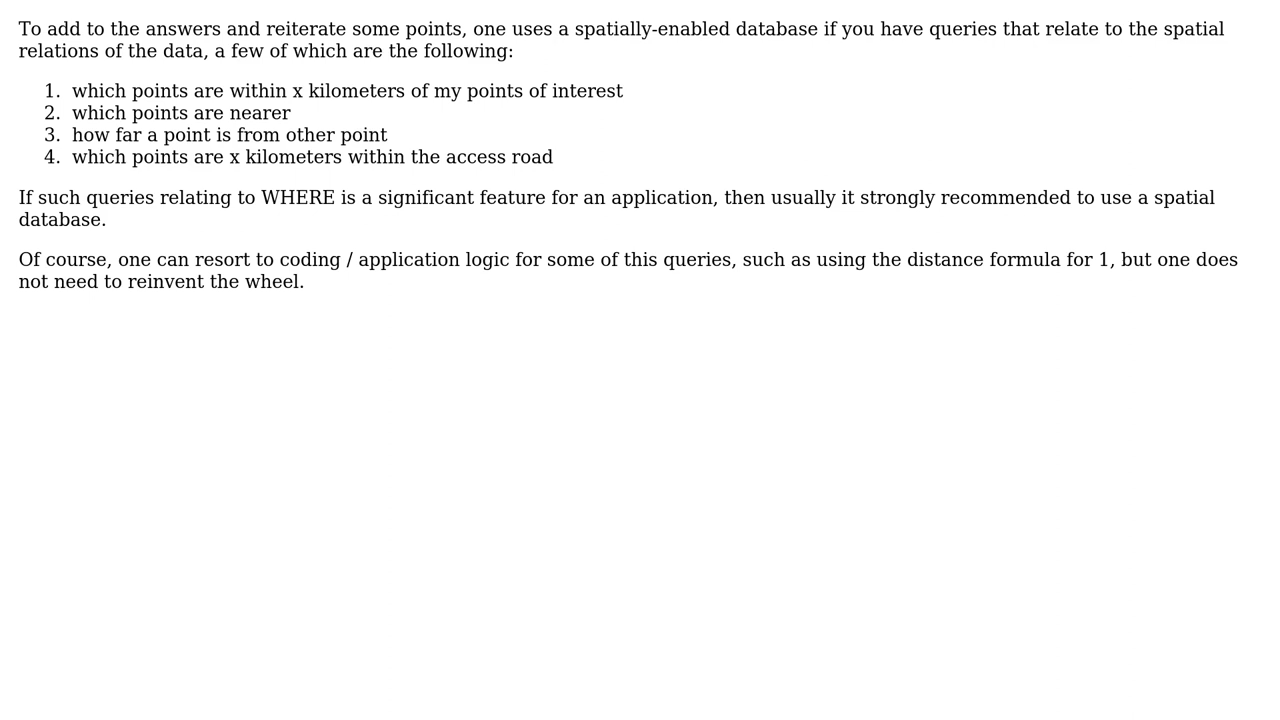 To add to the answers and reiterate some points, one uses a spatially-enabled database if you have queries that relate to the spatial
relations of the data, a few of which are the following:
1. which points are within x kilometers of my points of interest
2. which points are nearer
3. how far a point is from other point
4. which points are x kilometers within the access road
If such queries relating to WHERE is a significant feature for an application, then usually it strongly recommended to use a spatial
database.
Of course, one can resort to coding / application logic for some of this queries, such as using the distance formula for 1, but one does
not need to reinvent the wheel.